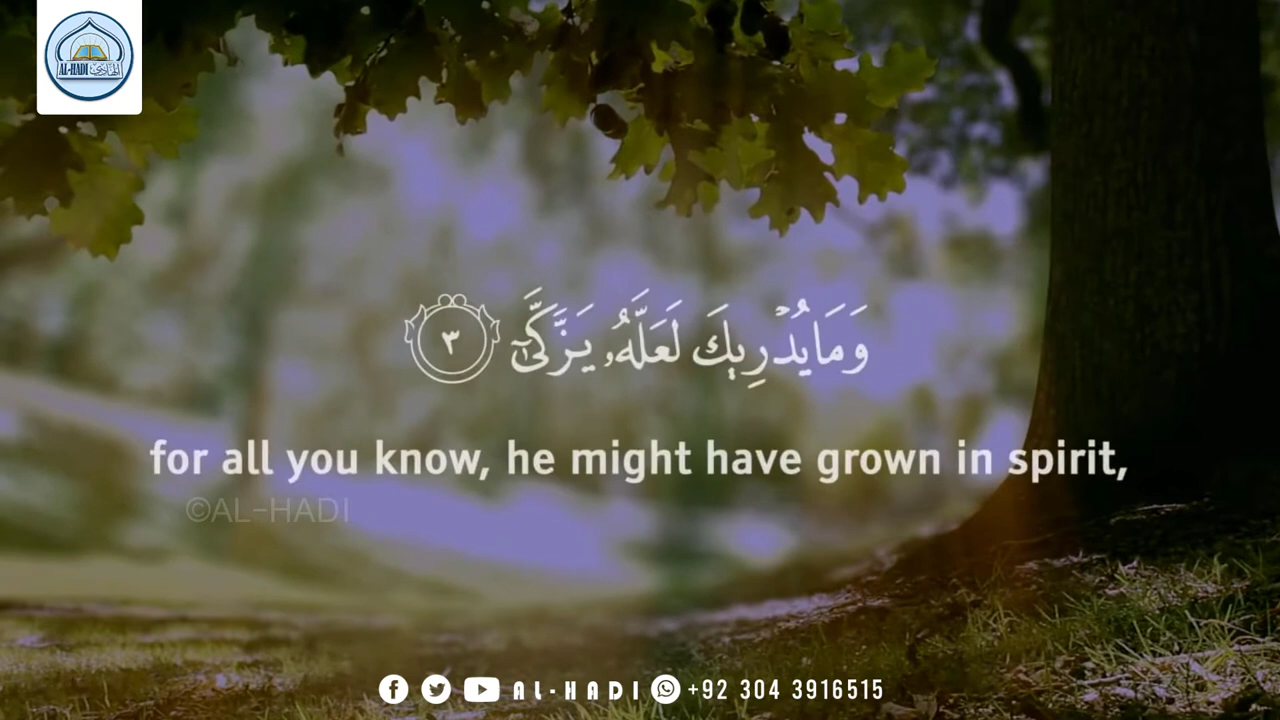 AL-HADI الهادي
وَمَا يُدْرِيكَ لَعَلَّهُۥ يَزَّكَّىٰٓ ٣
for all you know, he might have grown in spirit,
©AL-HADI
AL-HADI +92 304 3916515